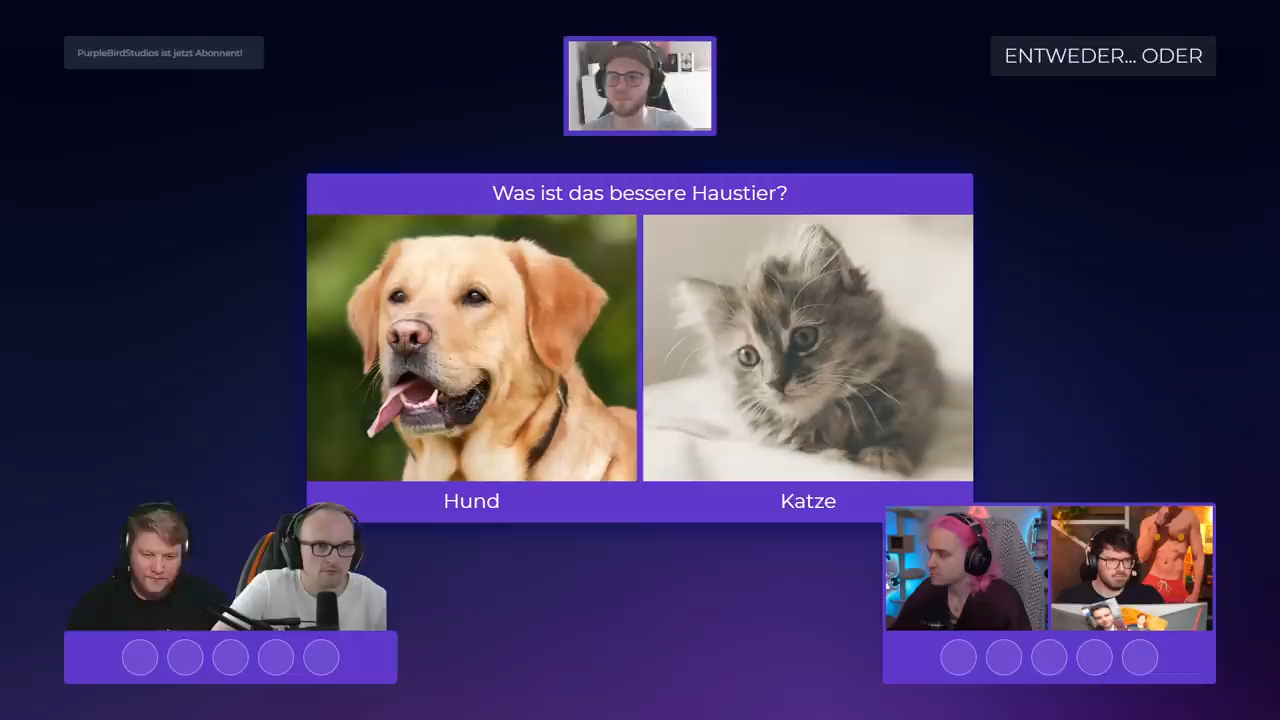 PurpleBirdStudios ist jetzt Abonnent!
ENTWEDER... ODER
Was ist das bessere Haustier?
Hund
Katze